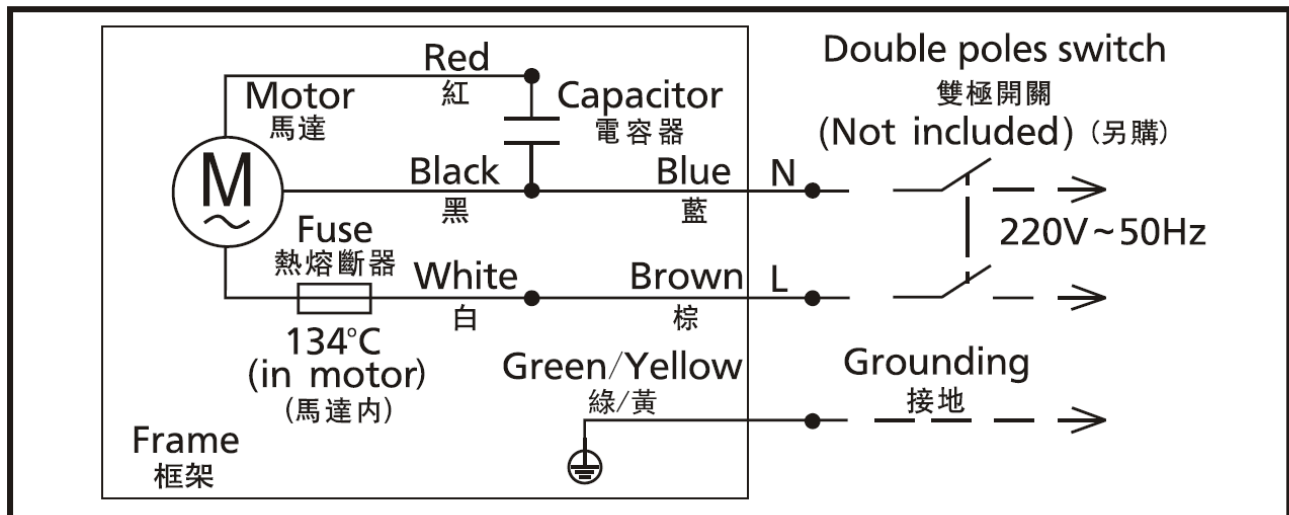 Red
紅
Motor
馬達
Capacitor
電容器
Double poles switch
雙極開關
(Not included) (另購)
M
Black
黑
Blue
藍
N
220V~50Hz
Fuse
熱熔斷器
White
白
Brown
棕
L
134°C
(in motor)
(馬達內)
Green/Yellow
綠/黃
Grounding
接地
Frame
框架